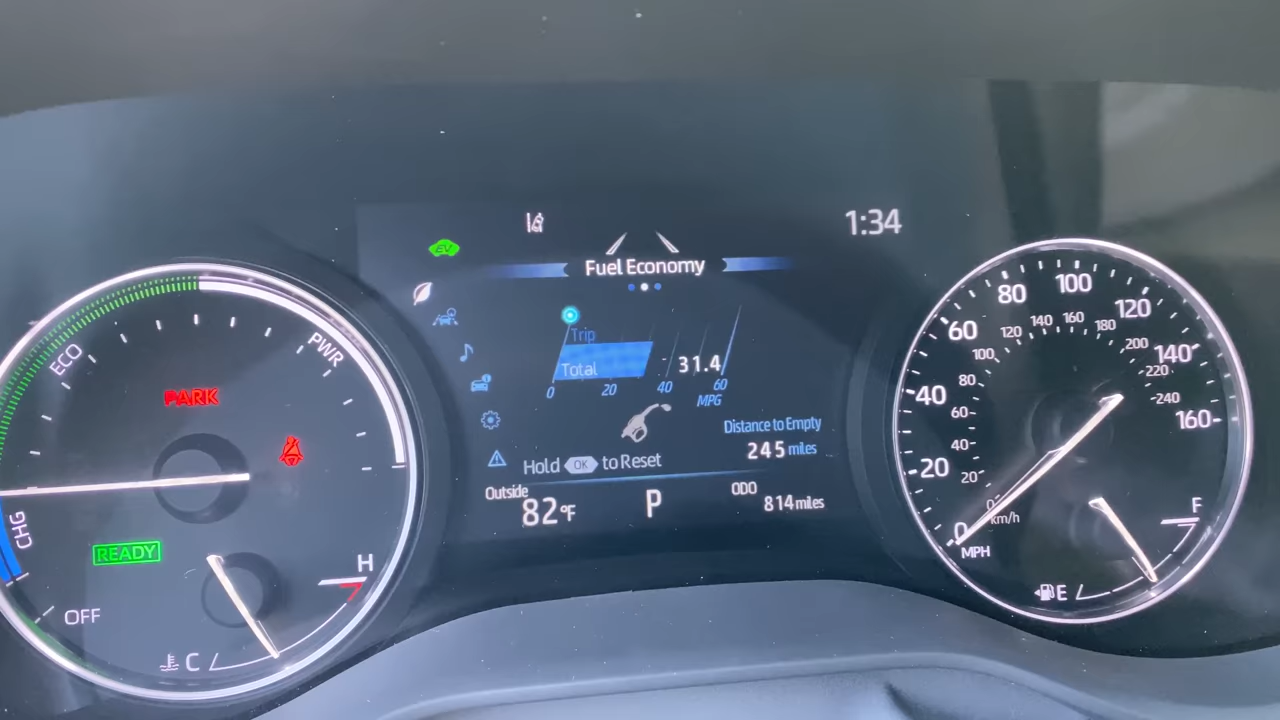 1:34
EV
Fuel Economy
Trip
Total
31.4
0 20 40 60
MPG
Distance to Empty
245 miles
Hold OK to Reset
Outside
82°F
P
ODO
814 miles
ECO
PWR
PARK
CHG
READY
OFF
H
C
0 20 40 60 80 100 120 140 160
MPH
0 20 40 60 80 100 120 140 160 180 200 220 240
km/h
F
E